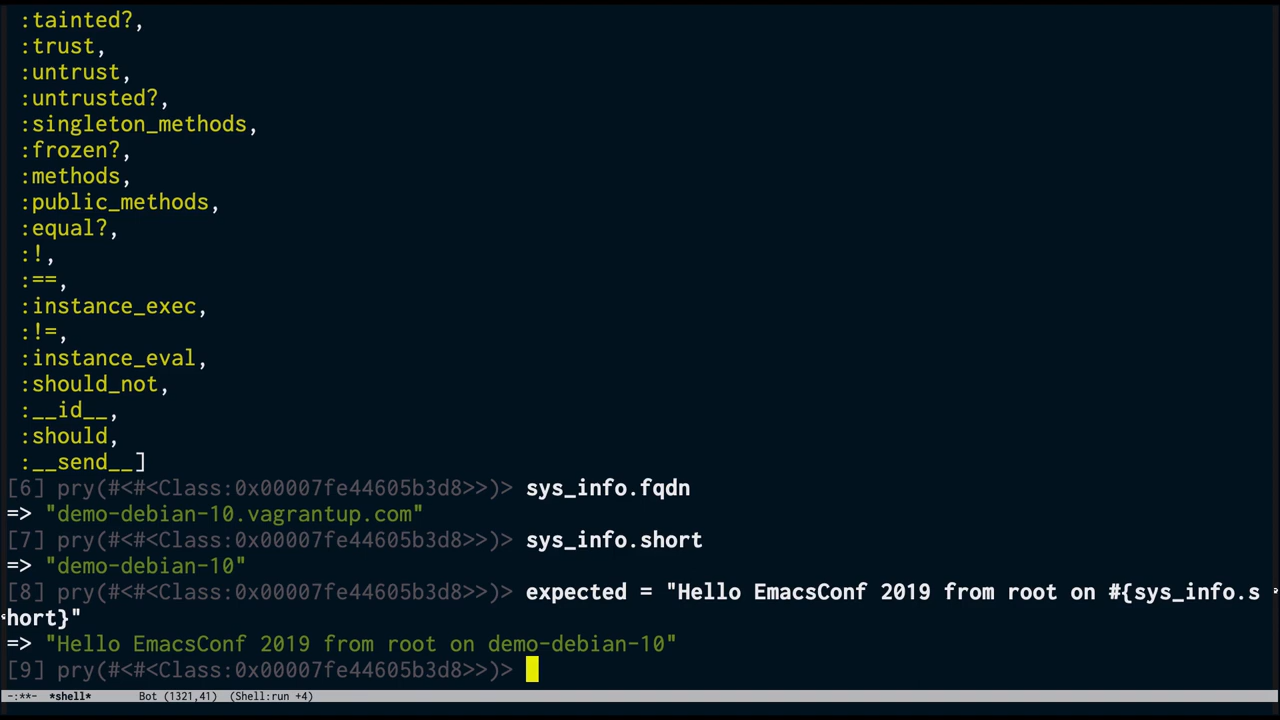 :tainted?,
:trust,
:untrust,
:untrusted?,
:singleton_methods,
:frozen?,
:methods,
:public_methods,
:equal?,
:!,
:==,
:instance_exec,
:!=,
:instance_eval,
:should_not,
:__id__,
:should,
:__send__]
[6] pry(#<#<Class:0x00007fe44605b3d8>>)> sys_info.fqdn
=> "demo-debian-10.vagrantup.com"
[7] pry(#<#<Class:0x00007fe44605b3d8>>)> sys_info.short
=> "demo-debian-10"
[8] pry(#<#<Class:0x00007fe44605b3d8>>)> expected = "Hello EmacsConf 2019 from root on #{sys_info.s
hort}"
=> "Hello EmacsConf 2019 from root on demo-debian-10"
[9] pry(#<#<Class:0x00007fe44605b3d8>>)>
-:**- *shell* Bot (1321,41) (Shell:run +4)